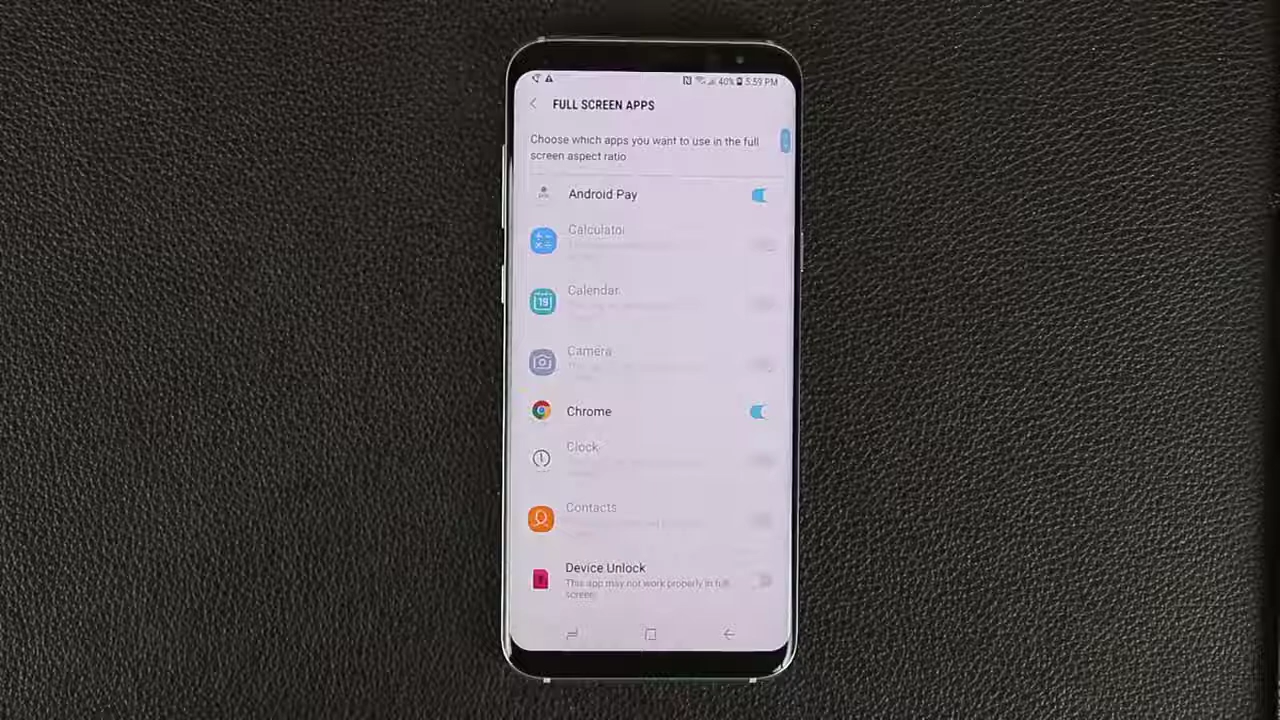 40% 5:59 PM
FULL SCREEN APPS
Choose which apps you want to use in the full
screen aspect ratio
Android Pay
Calculator
Calendar
19
Camera
Chrome
Clock
Contacts
Device Unlock
This app may not work properly in full
screen.